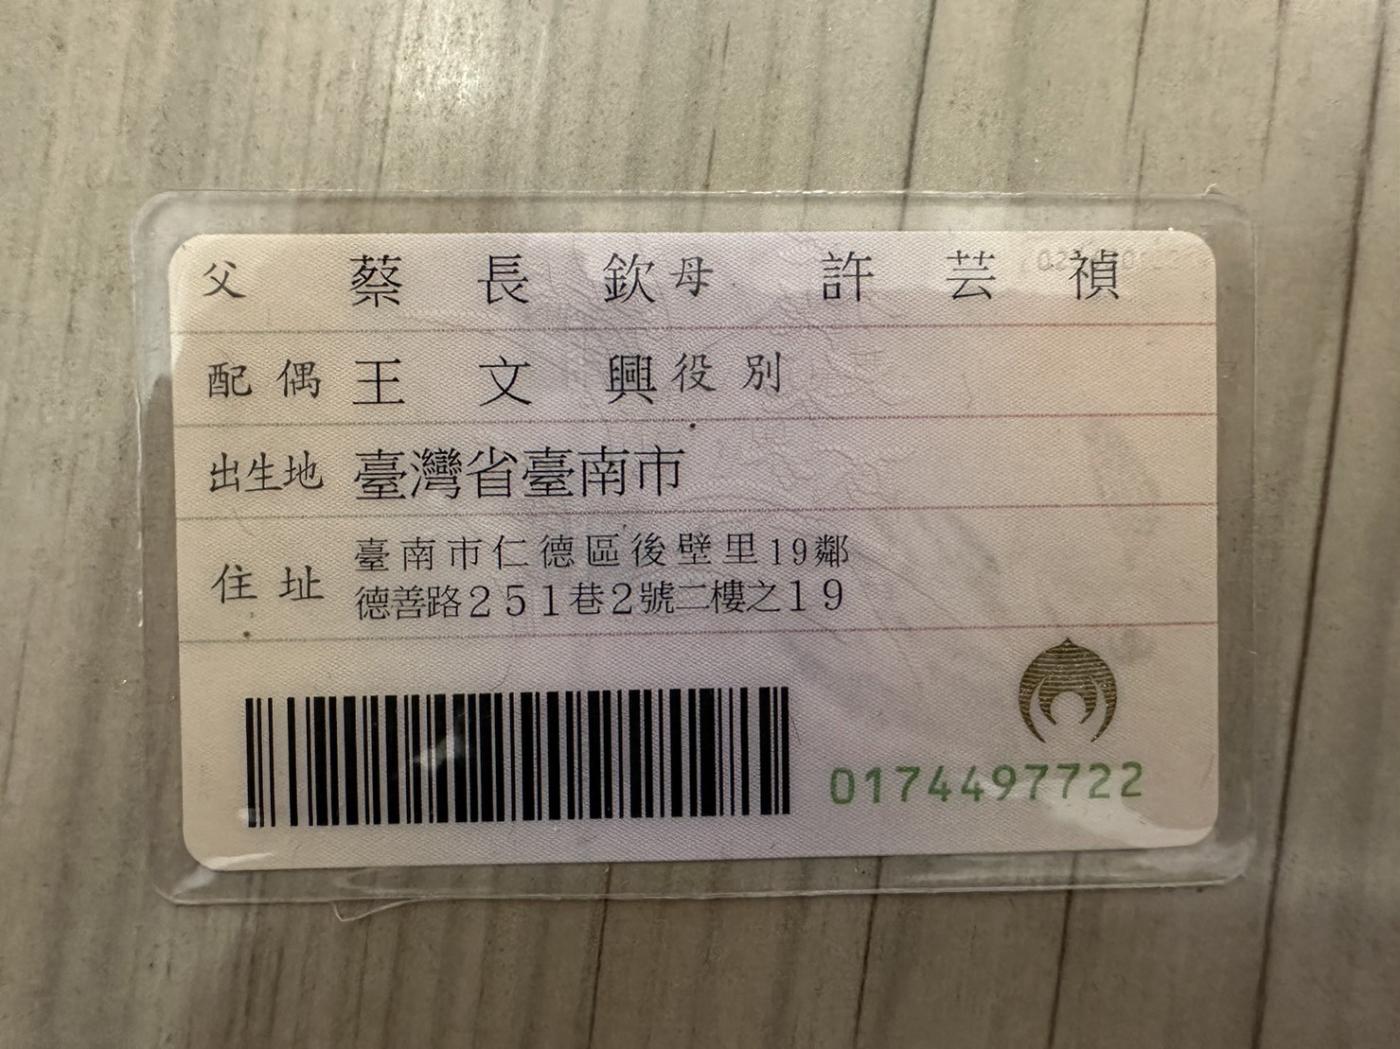 父 蔡長欽 母 許芸禎
配偶 王文興 役別
出生地 臺灣省臺南市
住址 臺南市仁德區後壁里19鄰
德善路251巷2號二樓之19
0174497722